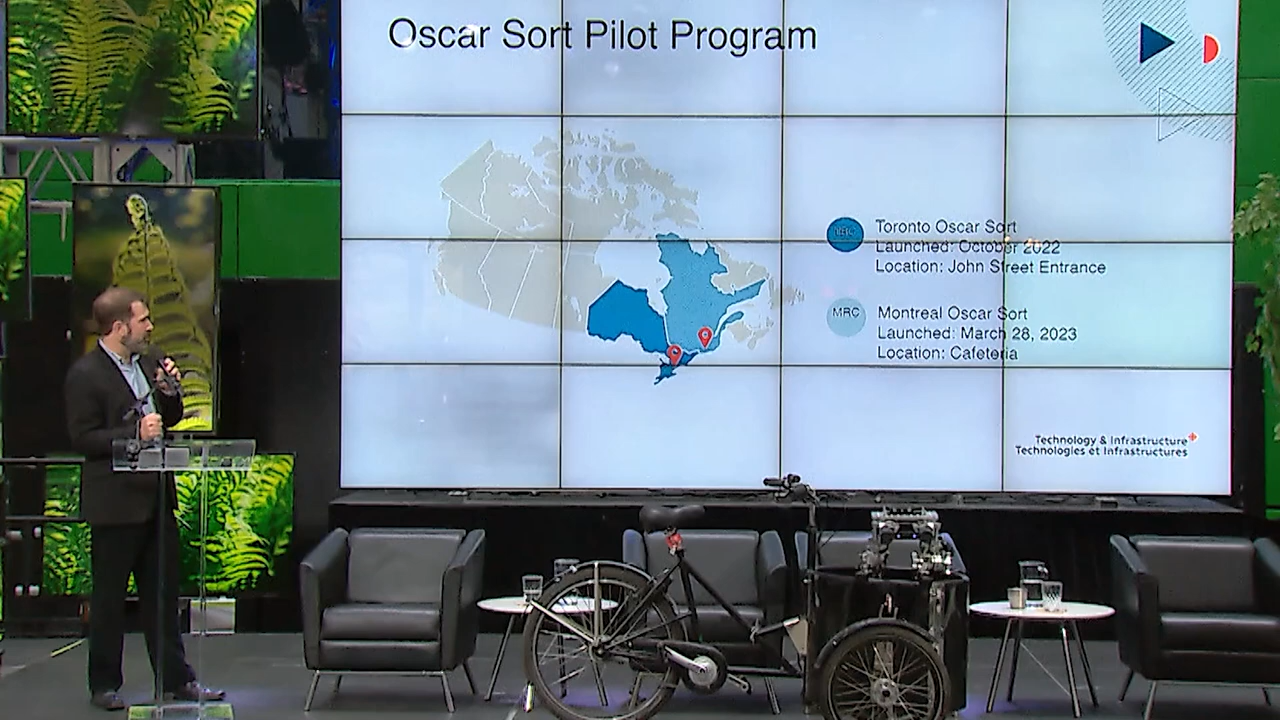 Oscar Sort Pilot Program
Toronto Oscar Sort
Launched: October 2022
Location: John Street Entrance
MRC
Montreal Oscar Sort
Launched: March 28, 2023
Location: Cafeteria
Technology & Infrastructure
Technologies et Infrastructures